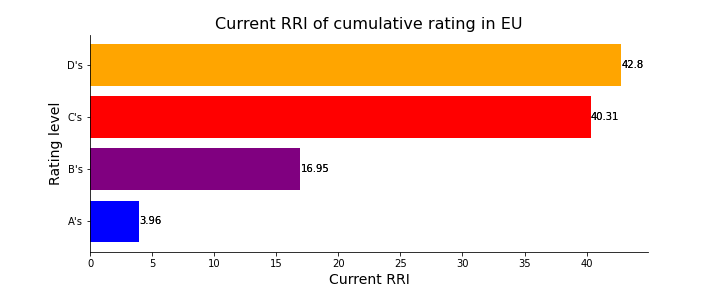 Current RRI of cumulative rating in EU
Rating level
D's
42.8
C's
40.31
B's
16.95
A's
3.96
0 5 10 15 20 25 30 35 40
Current RRI